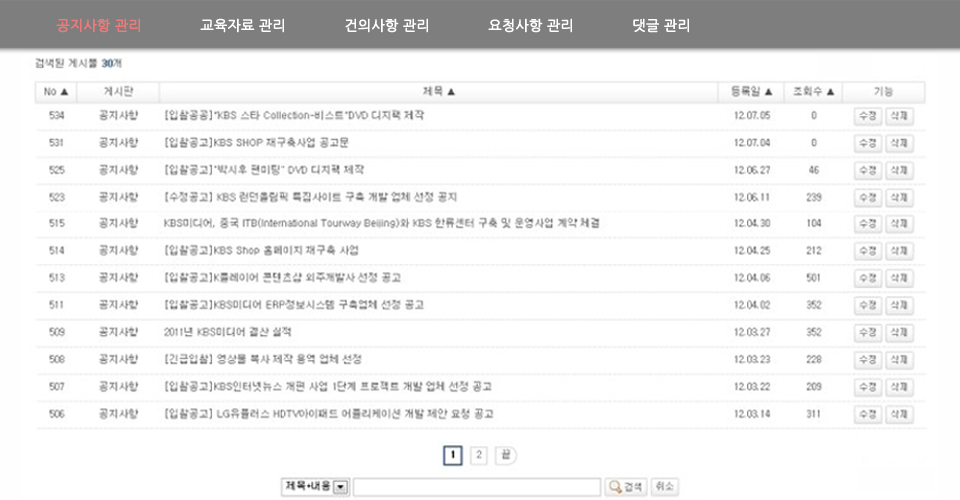 공지사항 관리 교육자료 관리 건의사항 관리 요청사항 관리 댓글 관리
검색된 게시물 30개
No ▲ 게시판 제목 ▲ 등록일 ▲ 조회수 ▲ 기능
534 공지사항 [입찰공공]"KBS 스타 Collection-비스트"DVD 디지팩 제작 12.07.05 0 수정 삭제
531 공지사항 [입찰공고]KBS SHOP 재구축사업 공고문 12.07.04 0 수정 삭제
525 공지사항 [입찰공고]"박시후 팬미팅" DVD 디지팩 제작 12.06.27 46 수정 삭제
523 공지사항 [수정공고] KBS 런던올림픽 특집사이트 구축 개발 업체 선정 공지 12.06.11 239 수정 삭제
515 공지사항 KBS미디어, 중국 ITB(International Tourway Beijing)와 KBS 한류센터 구축 및 운영사업 계약 체결 12.04.30 104 수정 삭제
514 공지사항 [입찰공고]KBS Shop 홈페이지 재구축 사업 12.04.25 212 수정 삭제
513 공지사항 [입찰공고]K플레이어 콘텐츠샵 외주개발사 선정 공고 12.04.06 501 수정 삭제
511 공지사항 [입찰공고]KBS미디어 ERP정보시스템 구축업체 선정 공고 12.04.02 352 수정 삭제
509 공지사항 2011년 KBS미디어 결산 실적 12.03.27 352 수정 삭제
508 공지사항 [긴급입찰] 영상물 복사 제작 용역 업체 선정 12.03.23 228 수정 삭제
507 공지사항 [입찰공고]KBS인터넷뉴스 개편 사업 1단계 프로젝트 개발 업체 선정 공고 12.03.22 209 수정 삭제
506 공지사항 [입찰공고] LG유플러스 HDTV아이패드 어플리케이션 개발 제안 요청 공고 12.03.14 311 수정 삭제
1 2 끝
제목+내용 검색 취소